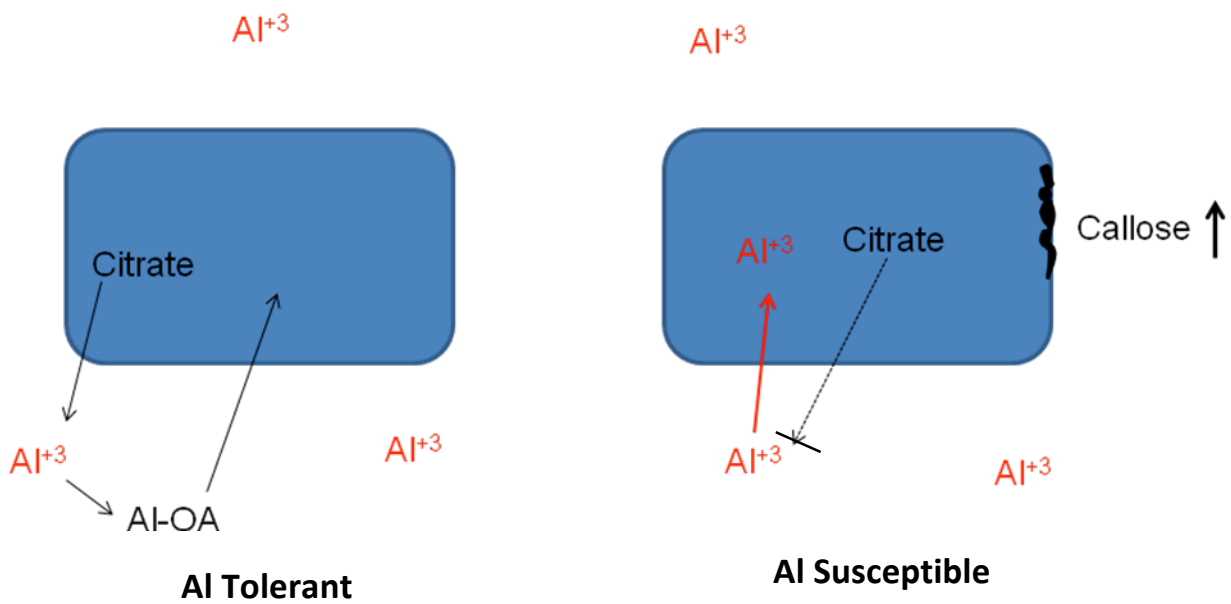 Al+3
Citrate
Al+3
Al+3
Al-OA
Al Tolerant
Al+3
Al+3
Citrate
Callose
Al+3
Al+3
Al Susceptible